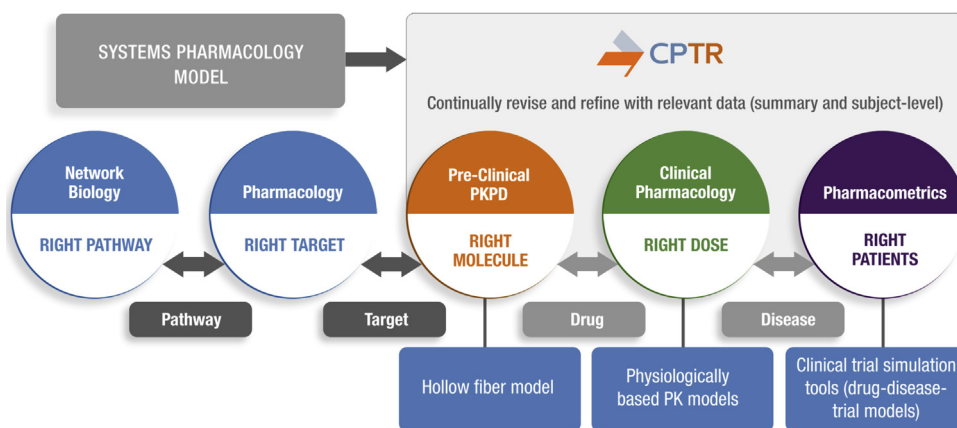 SYSTEMS PHARMACOLOGY
MODEL
CPTR
Continually revise and refine with relevant data (summary and subject-level)
Network
Biology
RIGHT PATHWAY
Pharmacology
RIGHT TARGET
Pre-Clinical
PKPD
RIGHT
MOLECULE
Clinical
Pharmacology
RIGHT DOSE
Pharmacometrics
RIGHT
PATIENTS
Pathway
Target
Drug
Disease
Hollow fiber model
Physiologically
based PK models
Clinical trial simulation
tools (drug-disease-
trial models)